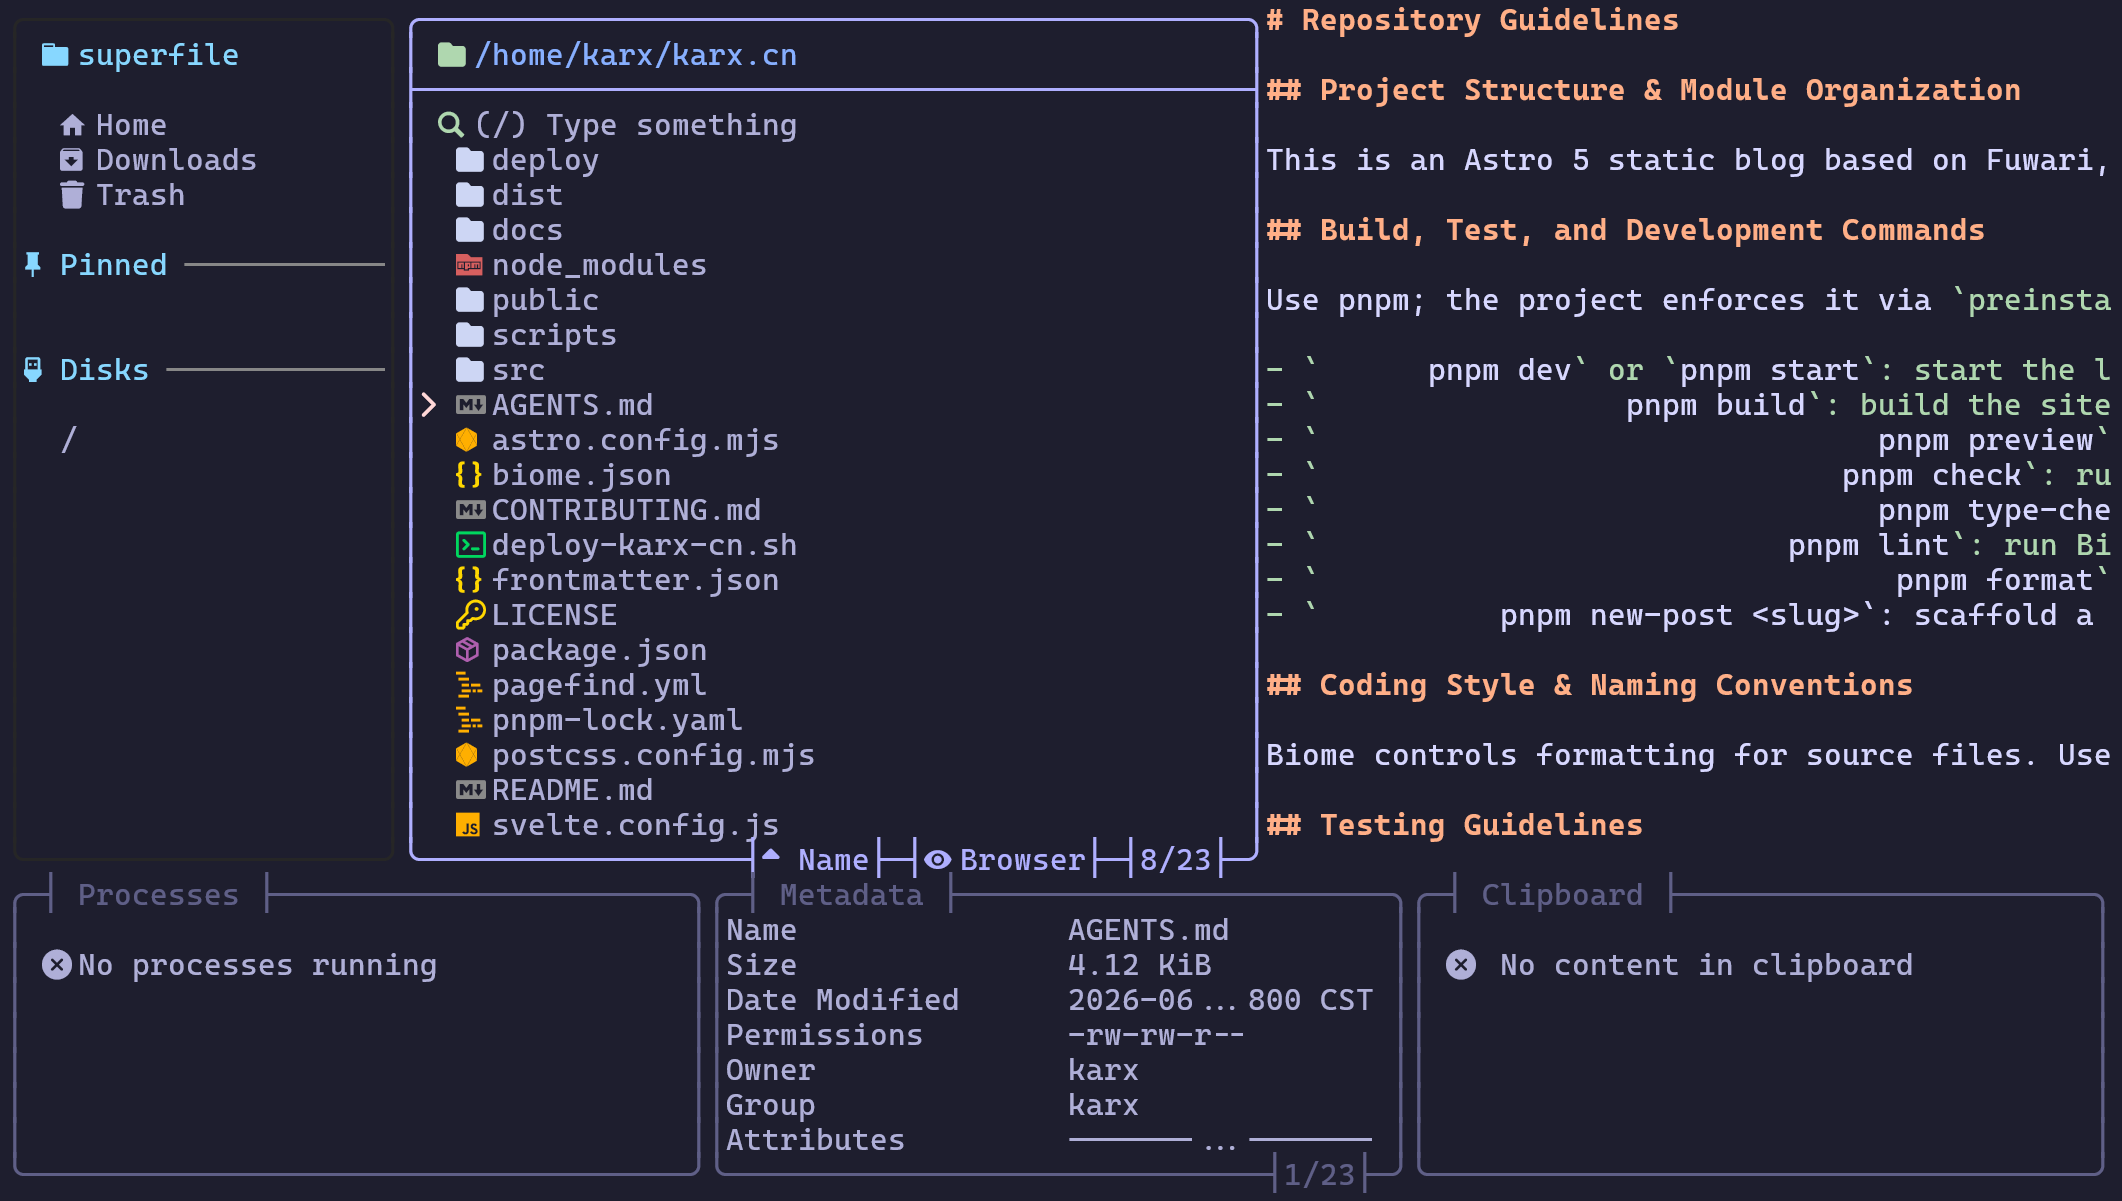 superfile
Home
Downloads
Trash
Pinned
Disks
/
/home/karx/karx.cn
(/) Type something
deploy
dist
docs
node_modules
public
scripts
src
AGENTS.md
astro.config.mjs
biome.json
CONTRIBUTING.md
deploy-karx-cn.sh
frontmatter.json
LICENSE
package.json
pagefind.yml
pnpm-lock.yaml
postcss.config.mjs
README.md
svelte.config.js
Name
Browser
8/23
# Repository Guidelines
## Project Structure & Module Organization
This is an Astro 5 static blog based on Fuwari,
## Build, Test, and Development Commands
Use pnpm; the project enforces it via `preinsta
- ` pnpm dev` or `pnpm start`: start the l
- ` pnpm build`: build the site
- ` pnpm preview`
- ` pnpm check`: ru
- ` pnpm type-che
- ` pnpm lint`: run Bi
- ` pnpm format`
- ` pnpm new-post <slug>`: scaffold a
## Coding Style & Naming Conventions
Biome controls formatting for source files. Use
## Testing Guidelines
Processes
No processes running
Metadata
Name AGENTS.md
Size 4.12 KiB
Date Modified 2026-06...800 CST
Permissions -rw-rw-r--
Owner karx
Group karx
Attributes -------...-------
1/23
Clipboard
No content in clipboard